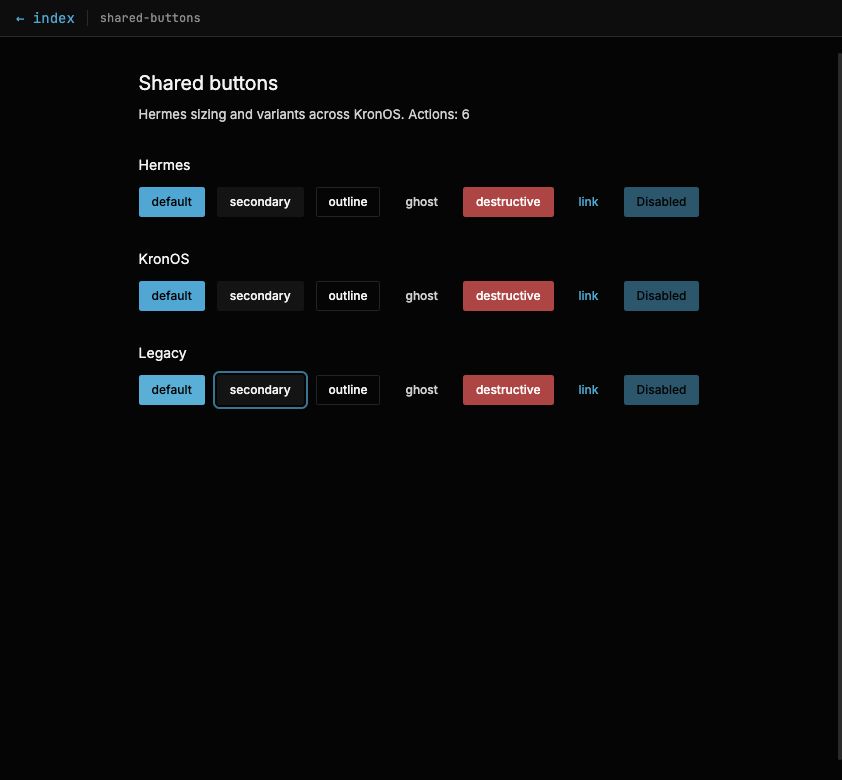 ← index shared-buttons
Shared buttons
Hermes sizing and variants across KronOS. Actions: 6
Hermes
default secondary outline ghost destructive link Disabled
KronOS
default secondary outline ghost destructive link Disabled
Legacy
default secondary outline ghost destructive link Disabled